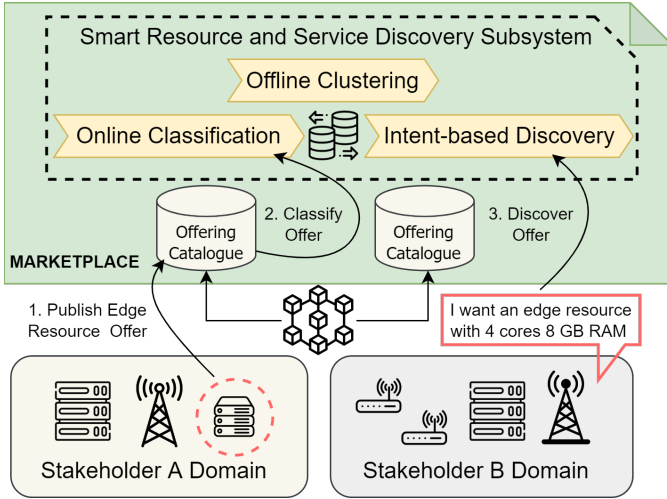 Smart Resource and Service Discovery Subsystem
Offline Clustering
Online Classification
Intent-based Discovery
Offering
Catalogue
2. Classify
Offer
Offering
Catalogue
3. Discover
Offer
MARKETPLACE
1. Publish Edge
Resource Offer
I want an edge resource
with 4 cores 8 GB RAM
Stakeholder A Domain
Stakeholder B Domain